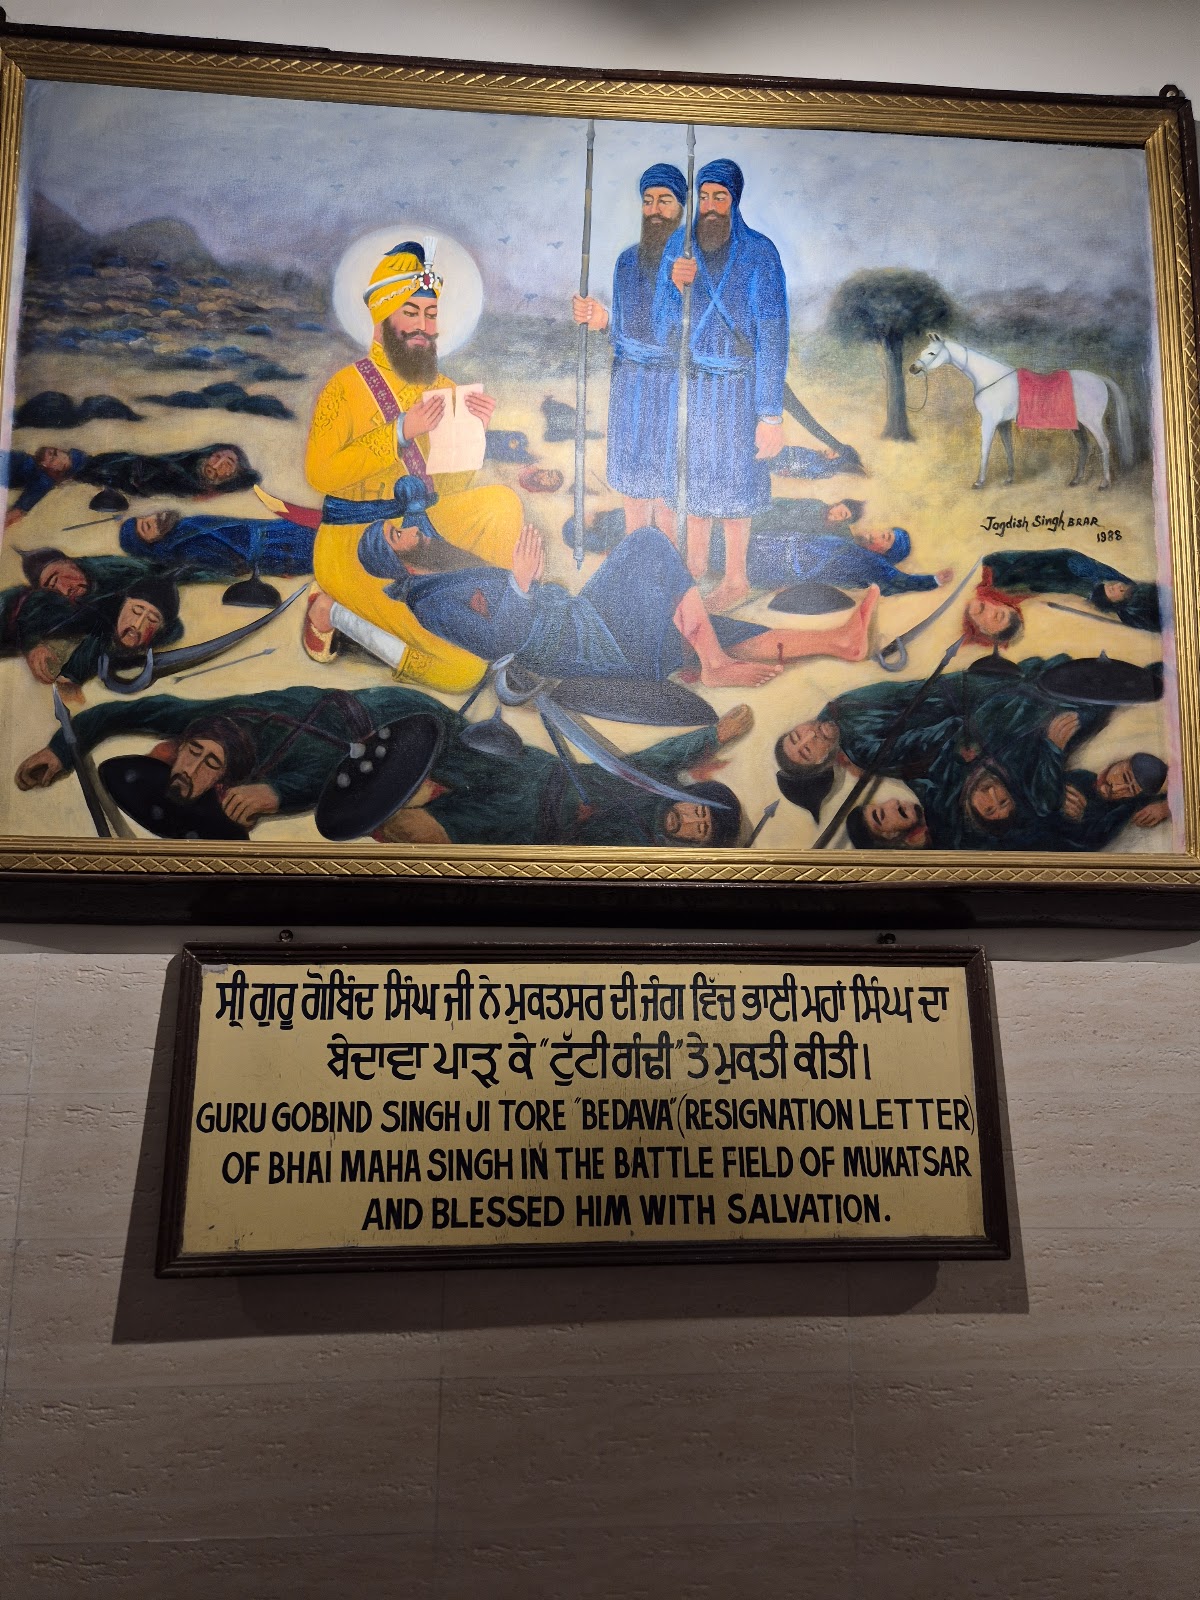 Jagdish Singh BRAR
1988
ਸ੍ਰੀ ਗੁਰੂ ਗੋਬਿੰਦ ਸਿੰਘ ਜੀ ਨੇ ਮੁਕਤਸਰ ਦੀ ਜੰਗ ਵਿੱਚ ਭਾਈ ਮਹਾਂ ਸਿੰਘ ਦਾ
ਬੇਦਾਵਾ ਪਾੜ੍ਹ ਕੇ "ਟੁੱਟੀ ਗੰਢੀ" ਤੇ ਮੁਕਤੀ ਕੀਤੀ।
GURU GOBIND SINGH JI TORE "BEDAVA" (RESIGNATION LETTER)
OF BHAI MAHA SINGH IN THE BATTLE FIELD OF MUKATSAR
AND BLESSED HIM WITH SALVATION.